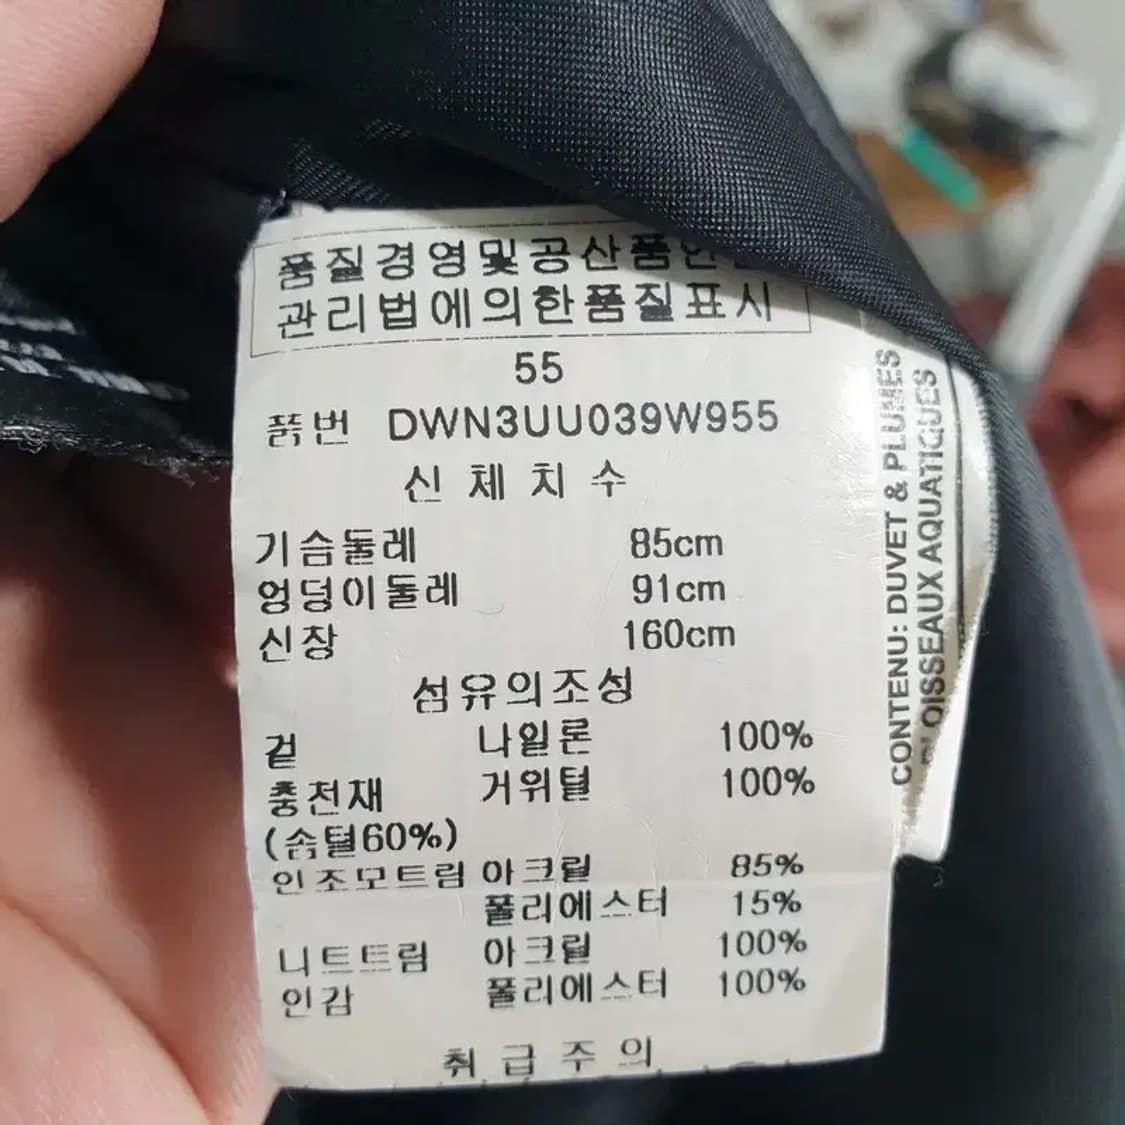 품질경영및공산품안전
관리법에의한품질표시
55
품번 DWN3UU039W955
신체치수
가슴둘레 85cm
엉덩이둘레 91cm
신장 160cm
섬유의조성
겉 나일론 100%
충전재 거위털 100%
(솜털60%)
인조모트림 아크릴 85%
폴리에스터 15%
니트트림 아크릴 100%
안감 폴리에스터 100%
취급주의
CONTENU: DUVET & PLUMES
D'OISSEAUX AQUATIQUES